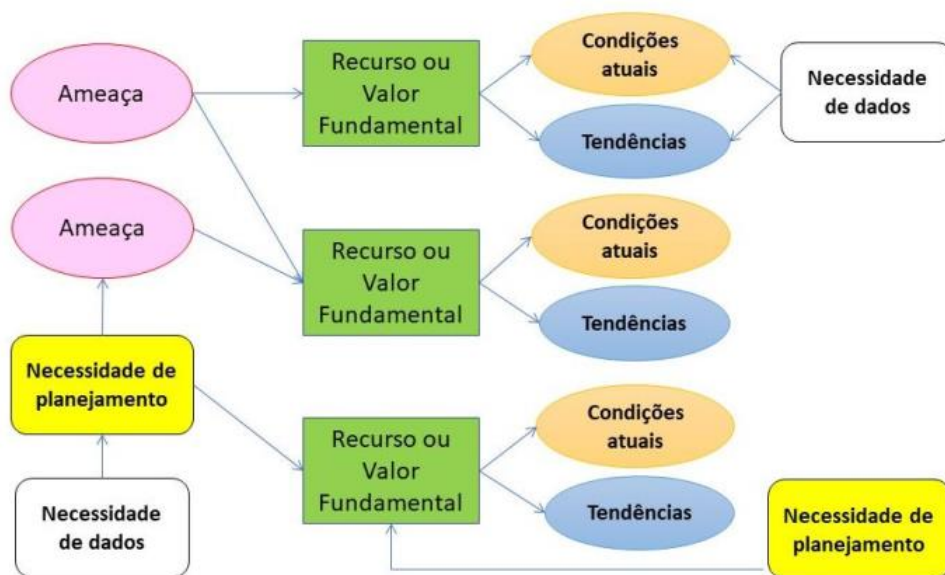 Ameaça
Recurso ou
Valor
Fundamental
Condições
atuais
Tendências
Necessidade
de dados
Ameaça
Recurso ou
Valor
Fundamental
Condições
atuais
Tendências
Necessidade de
planejamento
Recurso ou
Valor
Fundamental
Condições
atuais
Tendências
Necessidade
de dados
Necessidade de
planejamento